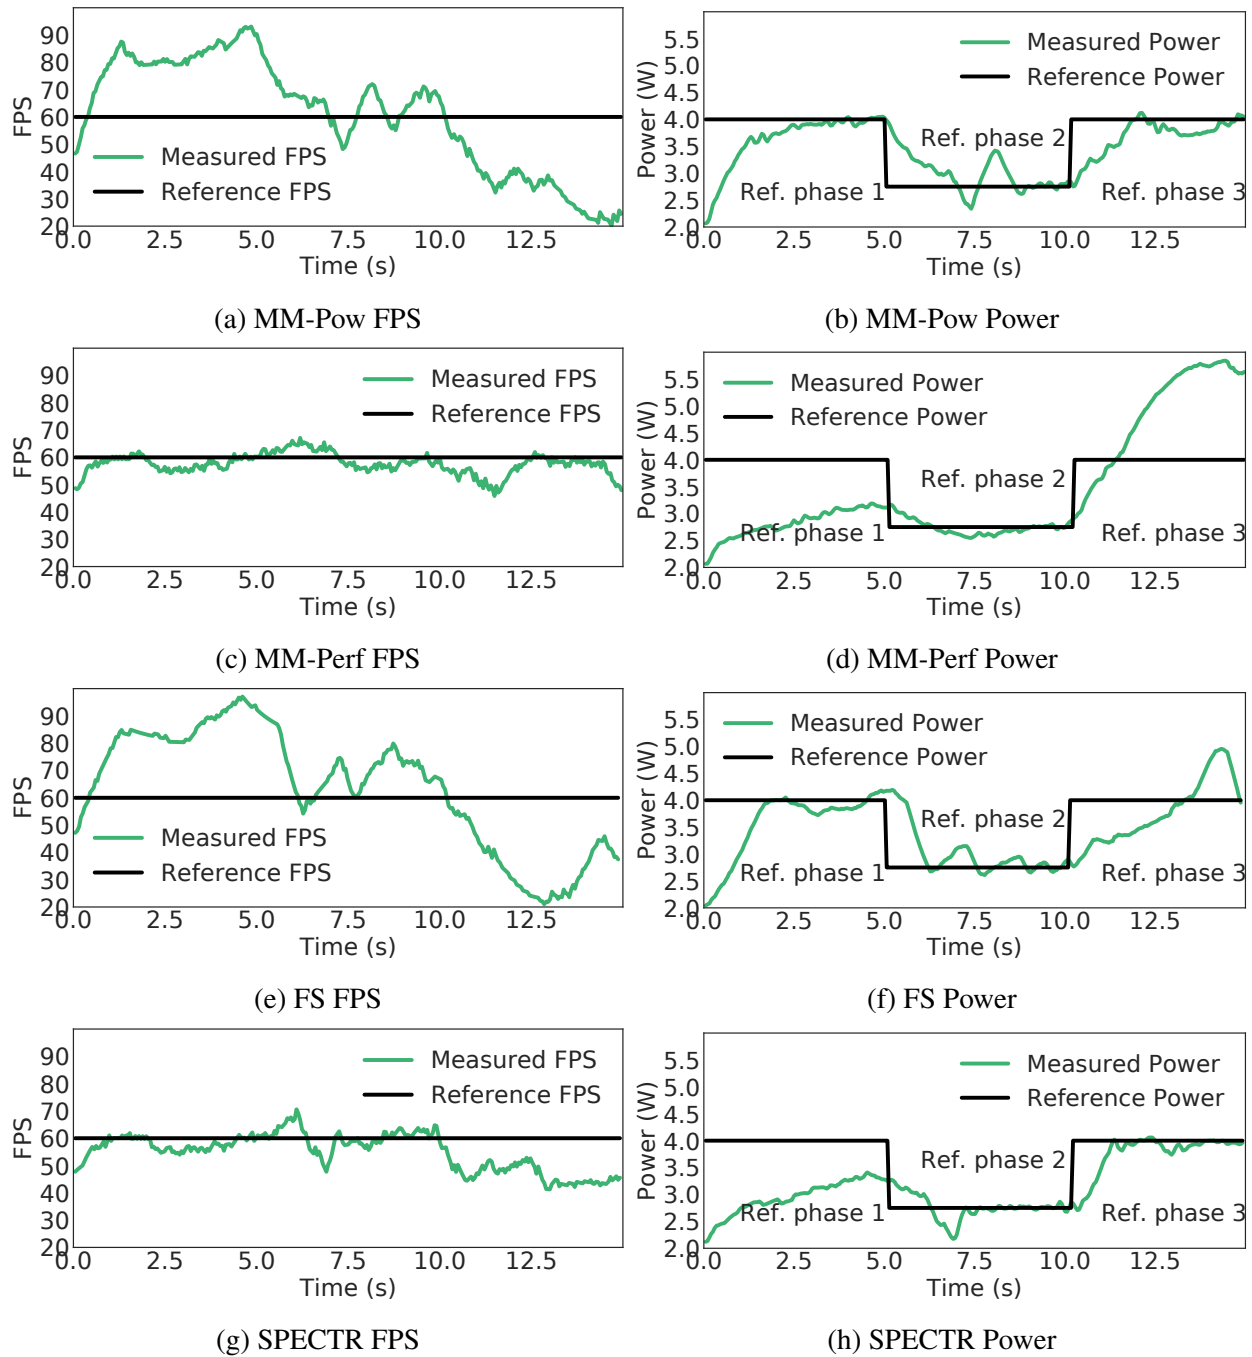 90
80
70
60
50
40
30
20
FPS
Measured FPS
Reference FPS
0.0 2.5 5.0 7.5 10.0 12.5
Time (s)
(a) MM-Pow FPS
5.5
5.0
4.5
4.0
3.5
3.0
2.5
2.0
Power (W)
Measured Power
Reference Power
Ref. phase 2
Ref. phase 1
Ref. phase 3
0.0 2.5 5.0 7.5 10.0 12.5
Time (s)
(b) MM-Pow Power
90
80
70
60
50
40
30
20
FPS
Measured FPS
Reference FPS
0.0 2.5 5.0 7.5 10.0 12.5
Time (s)
(c) MM-Perf FPS
5.5
5.0
4.5
4.0
3.5
3.0
2.5
2.0
Power (W)
Measured Power
Reference Power
Ref. phase 2
Ref. phase 1
Ref. phase 3
0.0 2.5 5.0 7.5 10.0 12.5
Time (s)
(d) MM-Perf Power
90
80
70
60
50
40
30
20
FPS
Measured FPS
Reference FPS
0.0 2.5 5.0 7.5 10.0 12.5
Time (s)
(e) FS FPS
5.5
5.0
4.5
4.0
3.5
3.0
2.5
2.0
Power (W)
Measured Power
Reference Power
Ref. phase 2
Ref. phase 1
Ref. phase 3
0.0 2.5 5.0 7.5 10.0 12.5
Time (s)
(f) FS Power
90
80
70
60
50
40
30
20
FPS
Measured FPS
Reference FPS
0.0 2.5 5.0 7.5 10.0 12.5
Time (s)
(g) SPECTR FPS
5.5
5.0
4.5
4.0
3.5
3.0
2.5
2.0
Power (W)
Measured Power
Reference Power
Ref. phase 2
Ref. phase 1
Ref. phase 3
0.0 2.5 5.0 7.5 10.0 12.5
Time (s)
(h) SPECTR Power